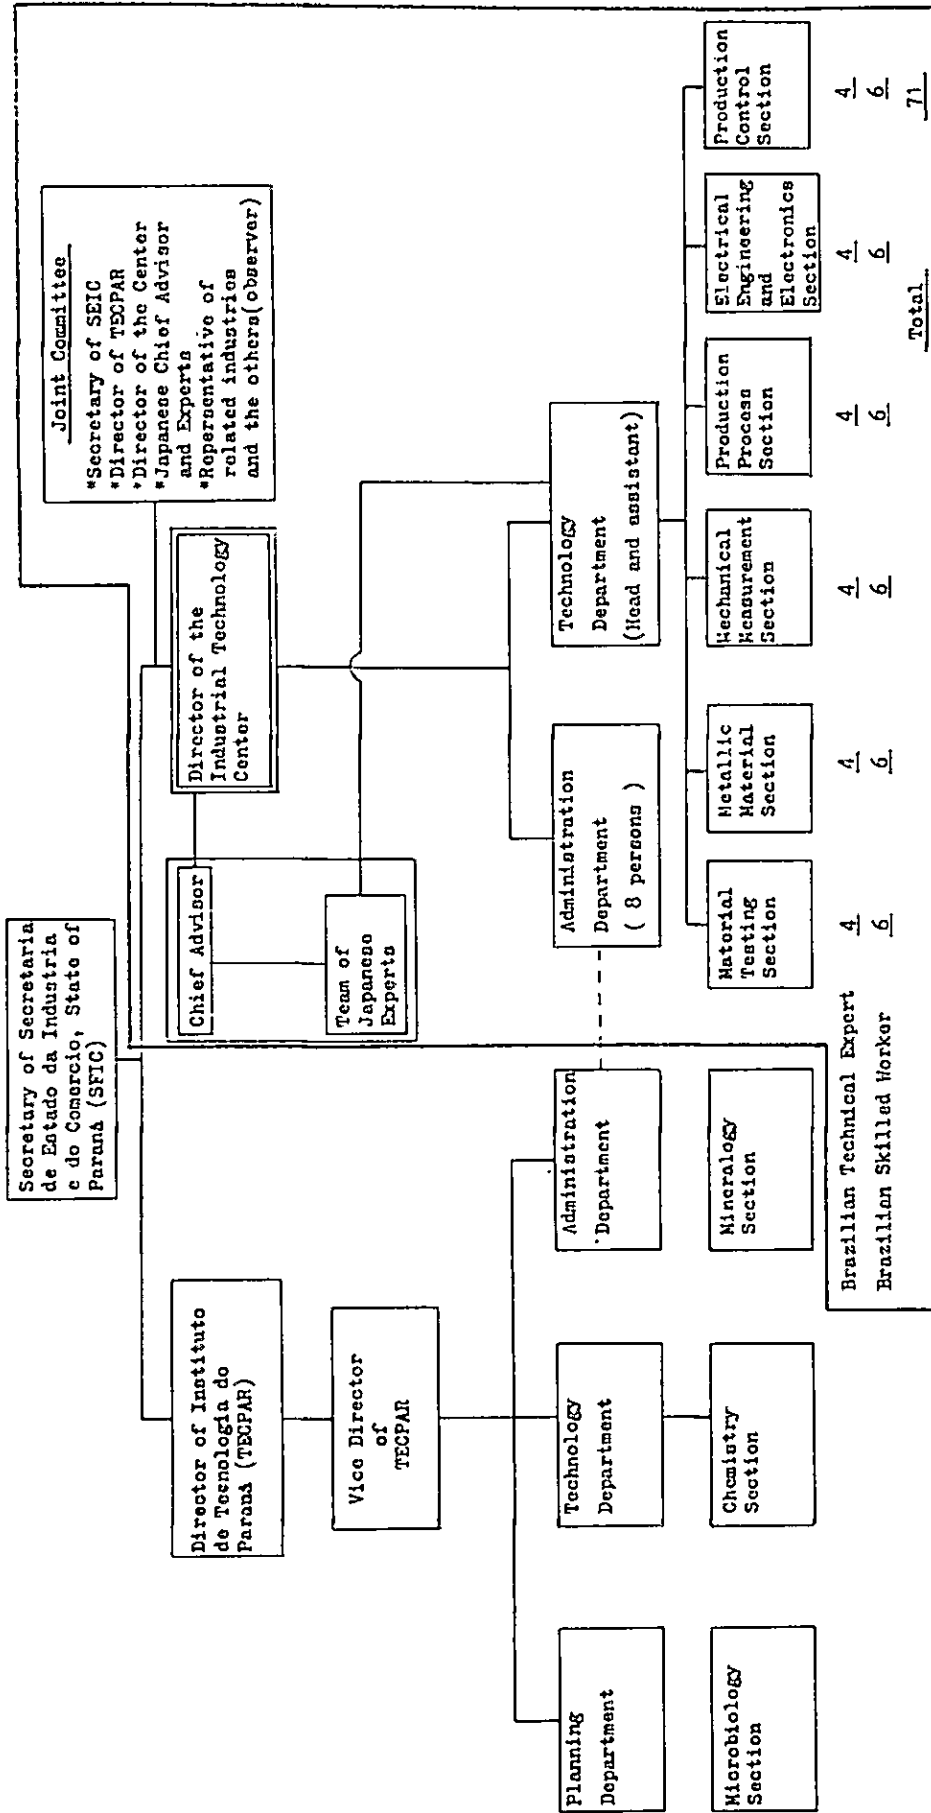 Secretary of Secretaria
de Estado da Industria
e do Comercio, State of
Paraná (SFIC)
Joint Committee
*Secretary of SEIC
*Director of TECPAR
*Director of the Center
*Japanese Chief Advisor
and Experts
*Repersentative of
related industries
and the others(observer)
Director of Instituto
de Tecnologia do
Paraná (TECPAR)
Chief Advisor
Director of the
Industrial Technology
Center
Vice Director
of
TECPAR
Team of
Japanese
Experts
Planning
Department
Technology
Department
Administration
Department
Administration
Department
( 8 persons )
Technology
Department
(Head and assistant)
Microbiology
Section
Chemistry
Section
Mineralogy
Section
Material
Testing
Section
Metallic
Material
Section
Mechanical
Measurement
Section
Production
Process
Section
Electrical
Engineering
and
Electronics
Section
Production
Control
Section
Brazilian Technical Expert 4 4 4 4 4 4
Brazilian Skilled Worker 6 6 6 6 6 6
Total 71